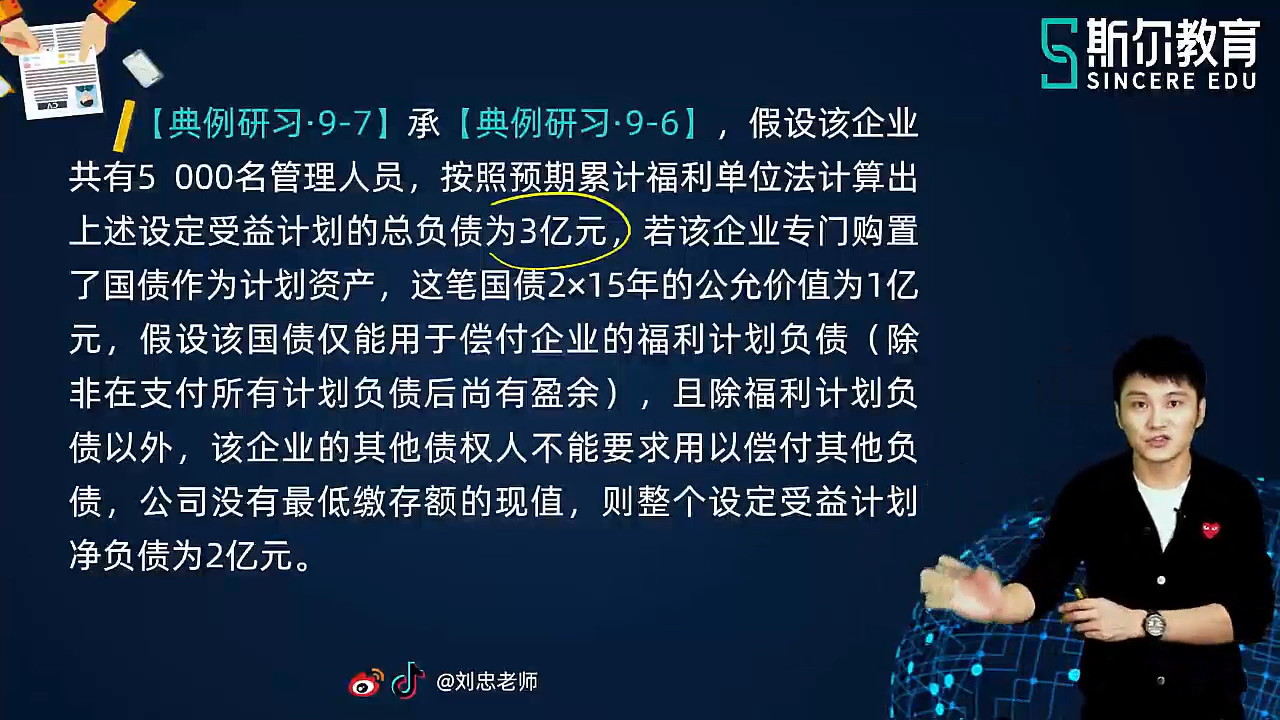 斯尔教育
SINCERE EDU
【典例研习·9-7】承【典例研习·9-6】，假设该企业
共有5 000名管理人员，按照预期累计福利单位法计算出
上述设定受益计划的总负债为3亿元，若该企业专门购置
了国债作为计划资产，这笔国债2×15年的公允价值为1亿
元，假设该国债仅能用于偿付企业的福利计划负债（除
非在支付所有计划负债后尚有盈余），且除福利计划负
债以外，该企业的其他债权人不能要求用以偿付其他负
债，公司没有最低缴存额的现值，则整个设定受益计划
净负债为2亿元。
@刘忠老师